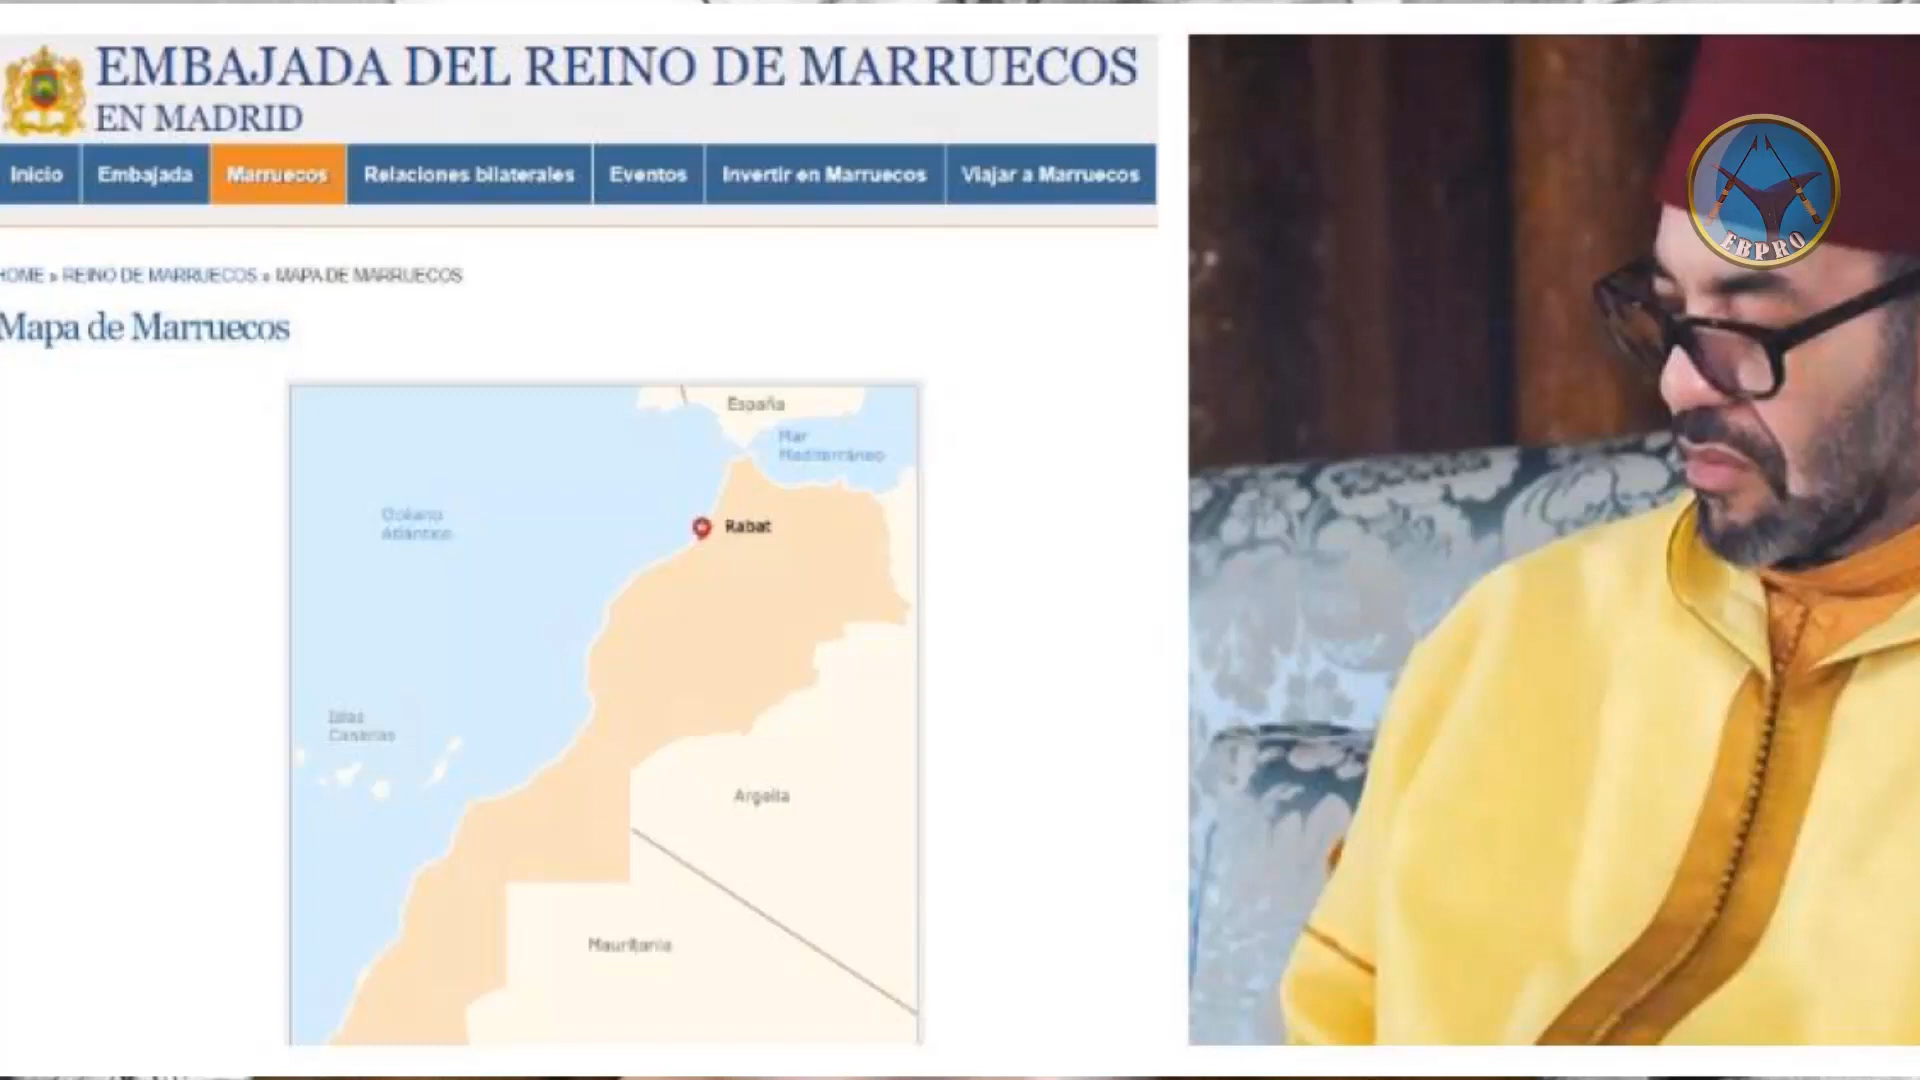 EMBAJADA DEL REINO DE MARRUECOS
EN MADRID
Inicio
Embajada
Marruecos
Relaciones bilaterales
Eventos
Invertir en Marruecos
Viajar a Marruecos
HOME » REINO DE MARRUECOS » MAPA DE MARRUECOS
Mapa de Marruecos
España
Mar
Mediterráneo
Océano
Atlántico
Rabat
Islas
Canarias
Argelia
Mauritania
EBPRO